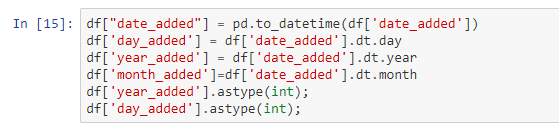 In [15]: df["date_added"] = pd.to_datetime(df['date_added'])
df['day_added'] = df['date_added'].dt.day
df['year_added'] = df['date_added'].dt.year
df['month_added']=df['date_added'].dt.month
df['year_added'].astype(int);
df['day_added'].astype(int);